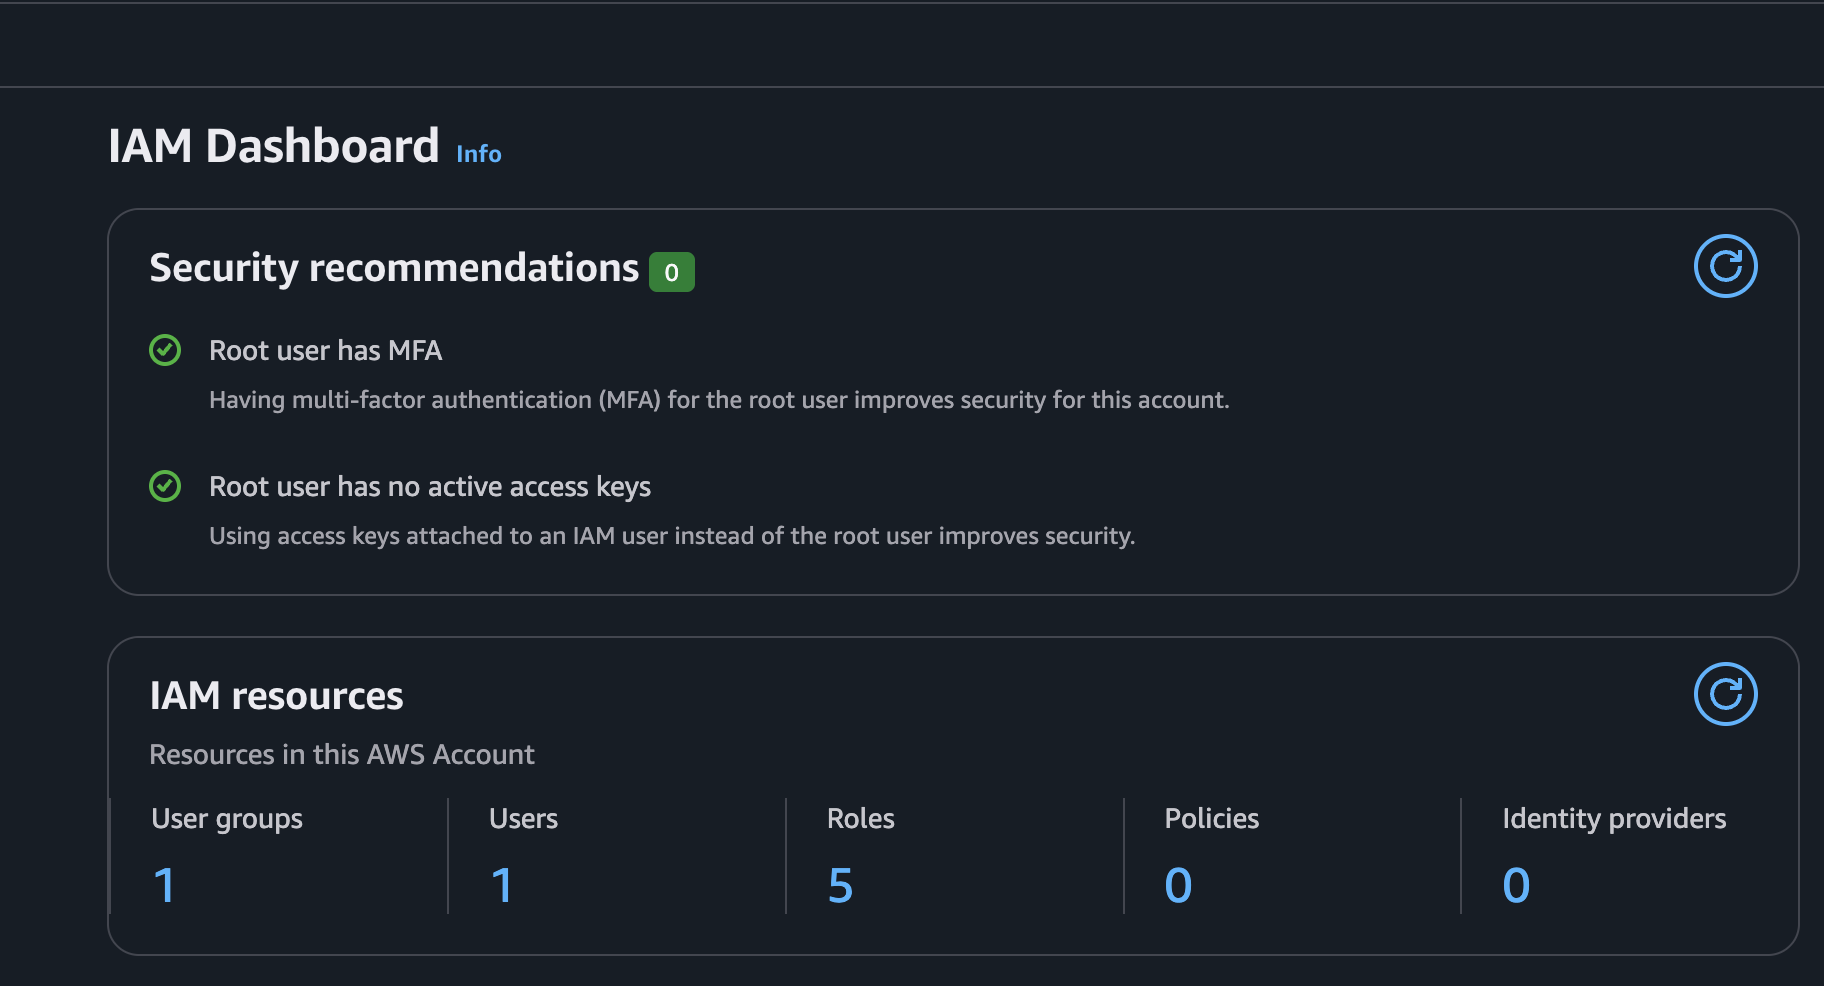 IAM Dashboard Info
Security recommendations 0
Root user has MFA
Having multi-factor authentication (MFA) for the root user improves security for this account.
Root user has no active access keys
Using access keys attached to an IAM user instead of the root user improves security.
IAM resources
Resources in this AWS Account
User groups
1
Users
1
Roles
5
Policies
0
Identity providers
0